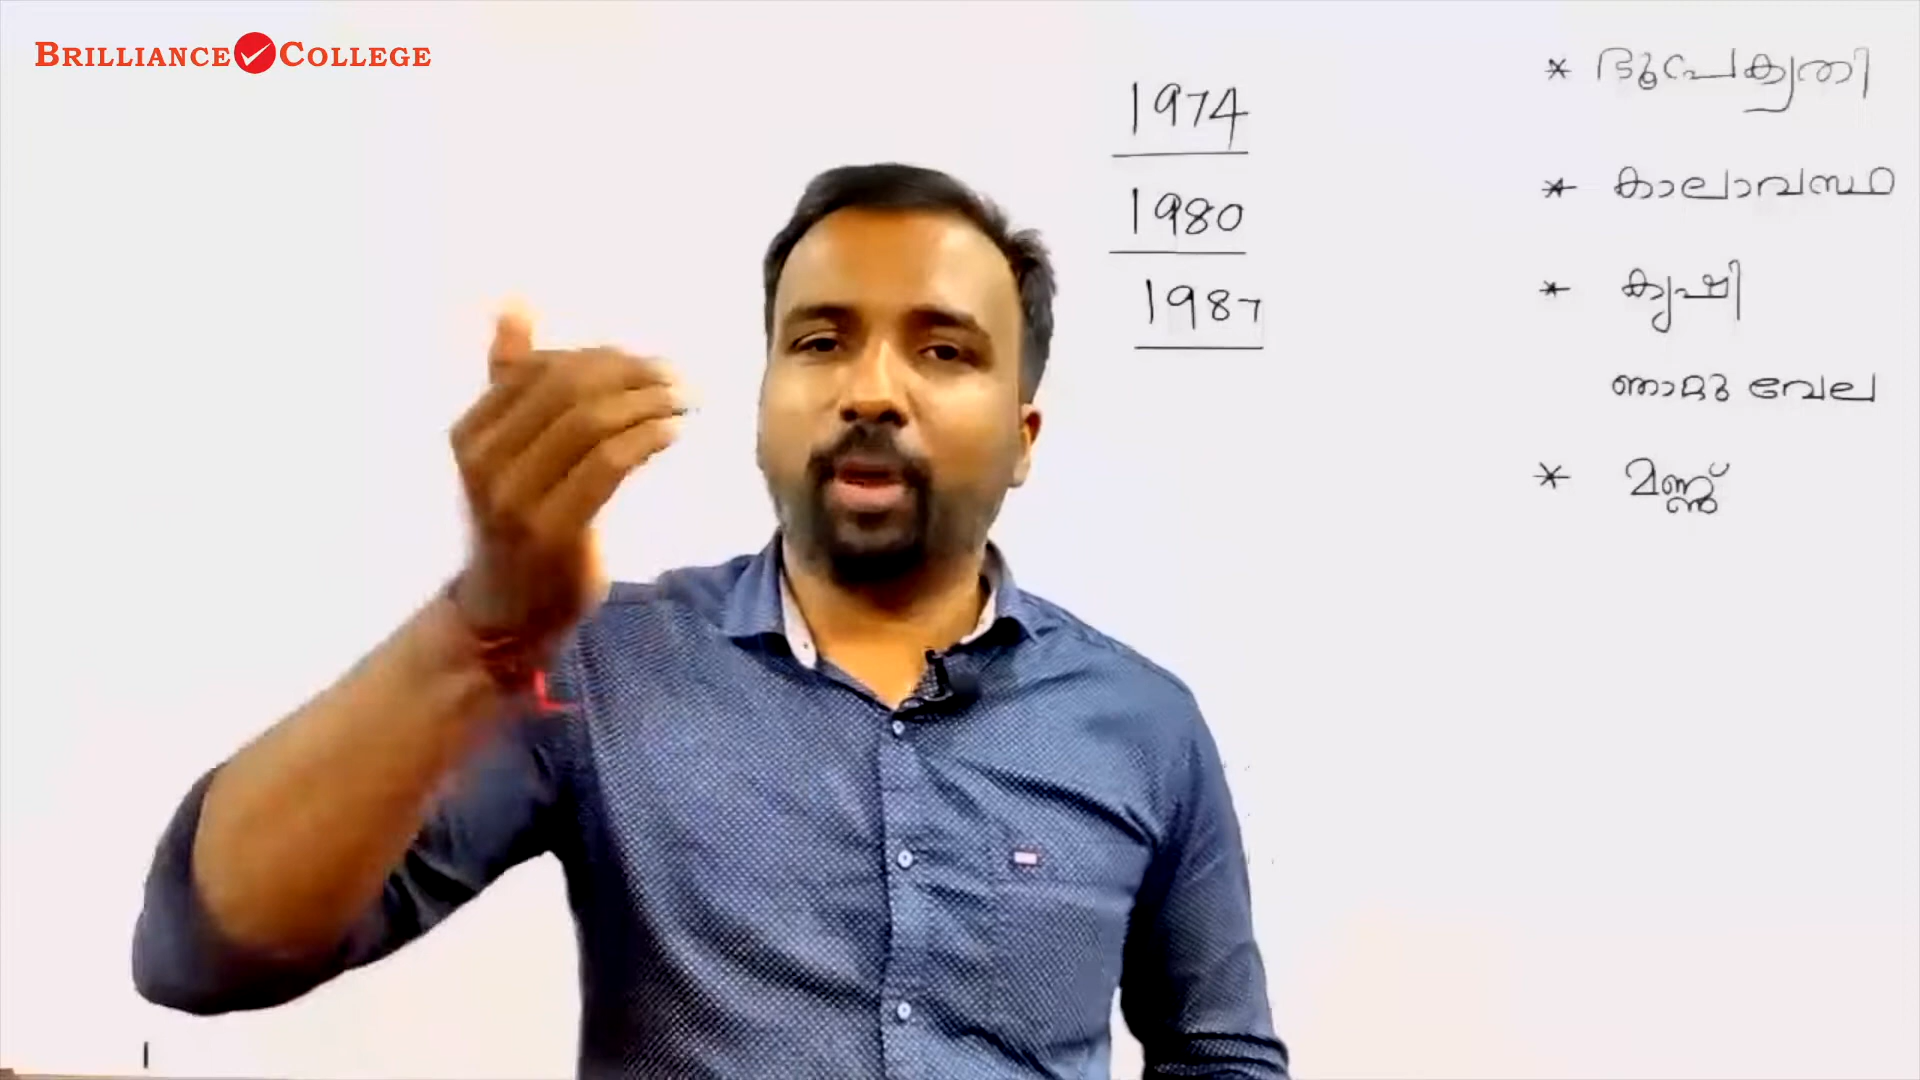 BRILLIANCE COLLEGE
1974
1980
1987
* ഭൂപ്രകൃതി
* കാലാവസ്ഥ
* കൃഷി
ഞാറ്റുവേല
* മണ്ണ്